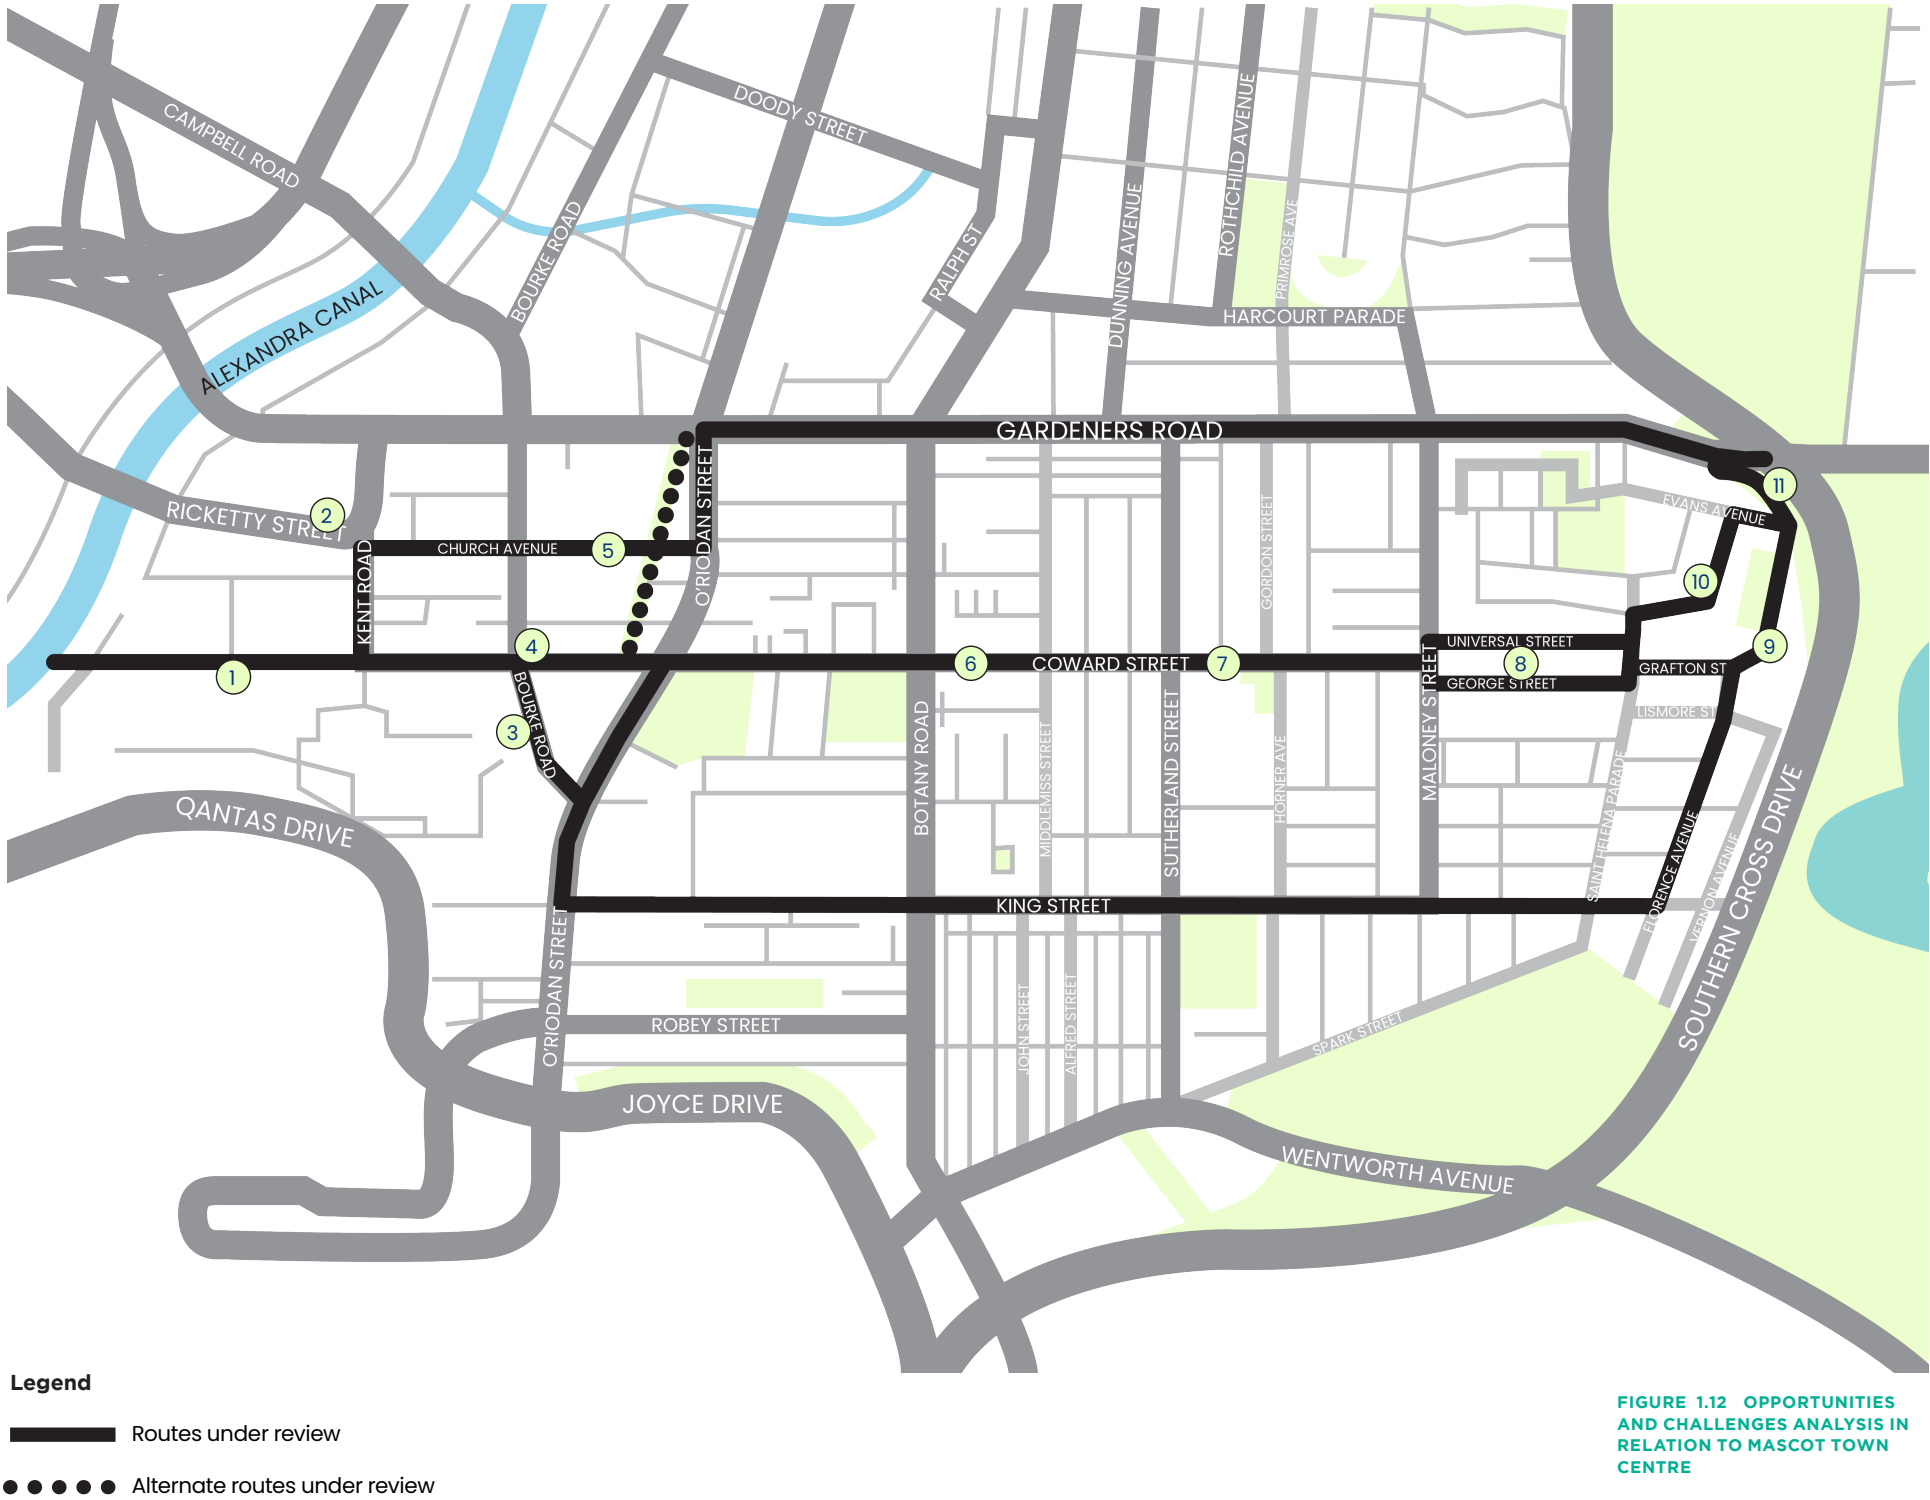 CAMPBELL ROAD
DOODY STREET
BOURKE ROAD
RALPH ST
DUNNING AVENUE
ROTHCHILD AVENUE
PRIMROSE AVE
HARCOURT PARADE
ALEXANDRA CANAL
GARDENERS ROAD
RICKETTY STREET
2
KENT ROAD
CHURCH AVENUE
5
O'RIODAN STREET
GORDON STREET
EVANS AVENUE
11
10
1
4
6
COWARD STREET
7
MALONEY STREET
UNIVERSAL STREET
8
GEORGE STREET
GRAFTON ST
9
LISMORE ST
3
BOURKE ROAD
BOTANY ROAD
MIDDLEMISS STREET
SUTHERLAND STREET
HORNER AVE
SAINT HELENA PARADE
FLORENCE AVENUE
VERNON AVENUE
SOUTHERN CROSS DRIVE
QANTAS DRIVE
KING STREET
O'RIODAN STREET
ROBEY STREET
JOHN STREET
ALFRED STREET
SPARK STREET
JOYCE DRIVE
WENTWORTH AVENUE
Legend
Routes under review
Alternate routes under review
FIGURE 1.12 OPPORTUNITIES
AND CHALLENGES ANALYSIS IN
RELATION TO MASCOT TOWN
CENTRE